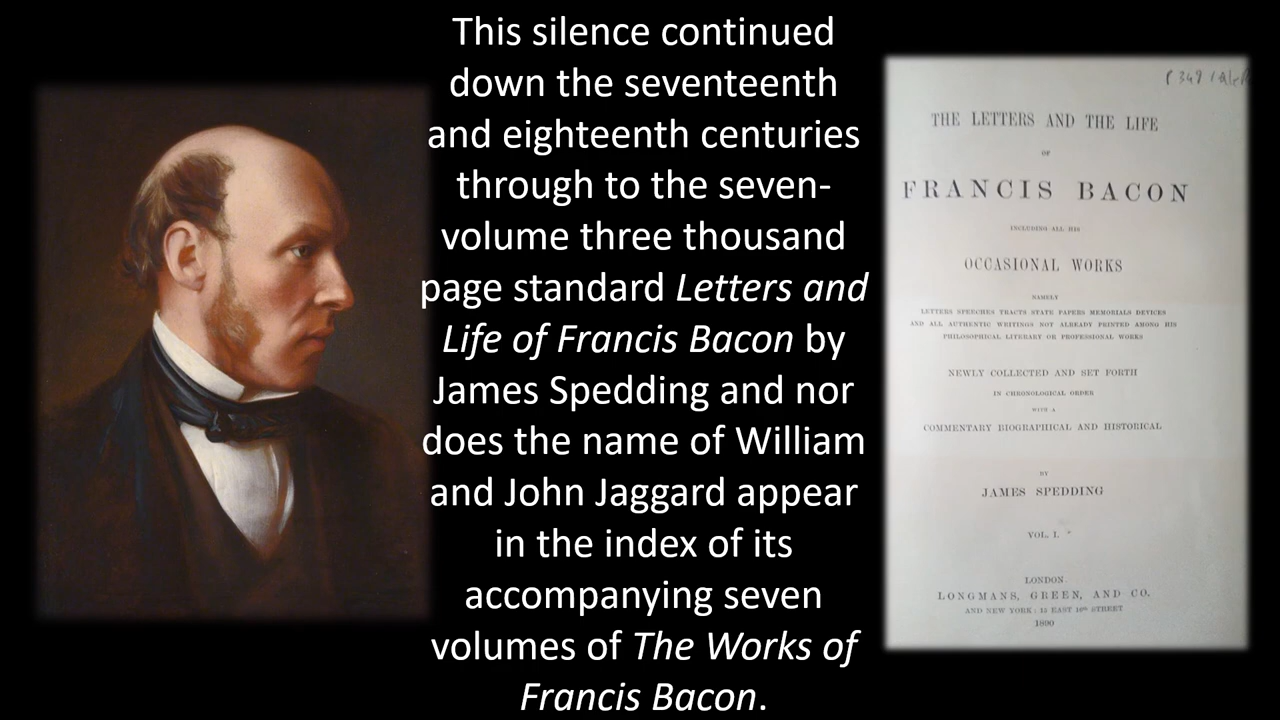 This silence continued
down the seventeenth
and eighteenth centuries
through to the seven-
volume three thousand
page standard Letters and
Life of Francis Bacon by
James Spedding and nor
does the name of William
and John Jaggard appear
in the index of its
accompanying seven
volumes of The Works of
Francis Bacon.
THE LETTERS AND THE LIFE
OF
FRANCIS BACON
INCLUDING ALL HIS
OCCASIONAL WORKS
NAMELY
LETTERS SPEECHES TRACTS STATE PAPERS MEMORIALS DEVICES
AND ALL AUTHENTIC WRITINGS NOT ALREADY PRINTED AMONG HIS
PHILOSOPHICAL LITERARY OR PROFESSIONAL WORKS
NEWLY COLLECTED AND SET FORTH
IN CHRONOLOGICAL ORDER
WITH A
COMMENTARY BIOGRAPHICAL AND HISTORICAL
BY
JAMES SPEDDING
VOL. I.
LONDON
LONGMANS, GREEN, AND CO.
AND NEW YORK: 15 EAST 16th STREET
1890